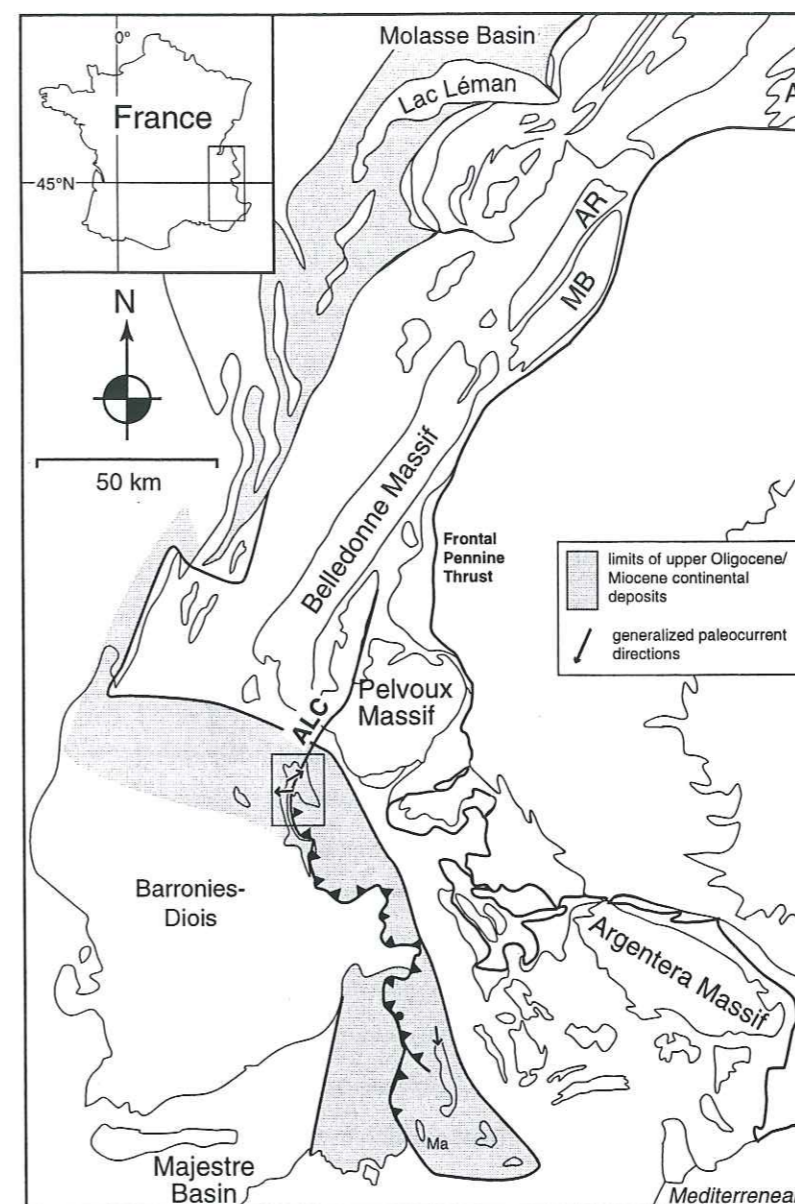 Molasse Basin
0°
Lac Léman
A
France
45°N
AR
MB
N
50 km
Belledonne Massif
Frontal
Pennine
Thrust
limits of upper Oligocene/
Miocene continental
deposits
generalized paleocurrent
directions
Pelvoux
Massif
ALC
Barronies-
Diois
Argentera Massif
Ma
Majestre
Basin
Mediterrenea